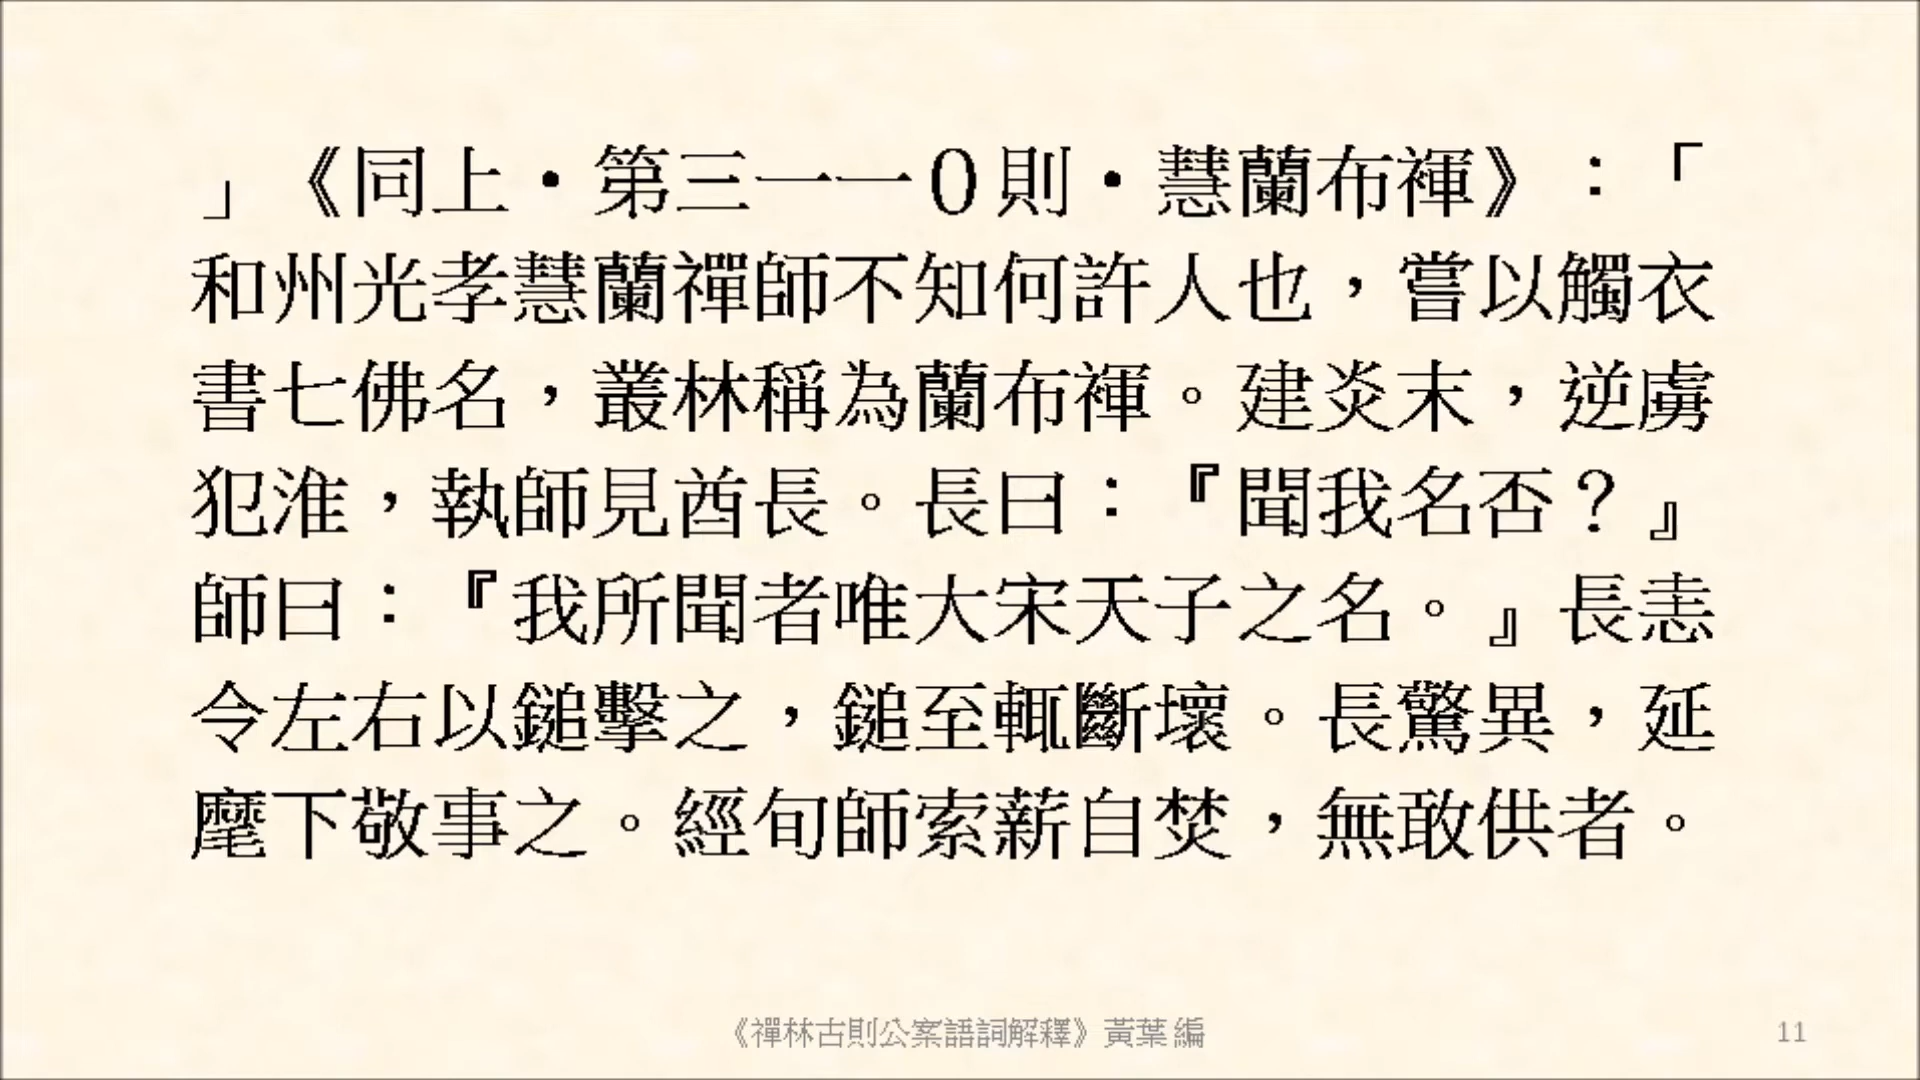 」《同上‧第三一一０則‧慧蘭布褌》：「
和州光孝慧蘭禪師不知何許人也，嘗以觸衣
書七佛名，叢林稱為蘭布褌。建炎末，逆虜
犯淮，執師見酋長。長曰：『聞我名否？』
師曰：『我所聞者唯大宋天子之名。』長恚
令左右以鎚擊之，鎚至輒斷壞。長驚異，延
麾下敬事之。經旬師索薪自焚，無敢供者。
《禪林古則公案語詞解釋》黃葉編
11